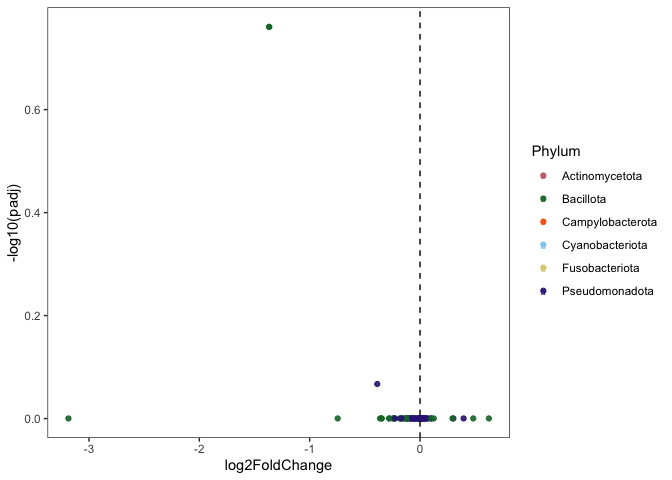 0.6
0.4
0.2
0.0
-log10(padj)
-3
-2
-1
0
log2FoldChange
Phylum
Actinomycetota
Bacillota
Campylobacterota
Cyanobacteriota
Fusobacteriota
Pseudomonadota